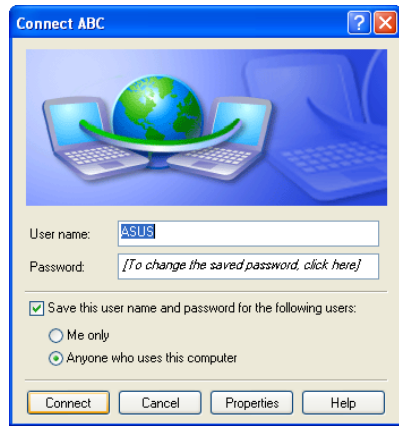 Connect ABC
User name: ASUS
Password: [To change the saved password, click here]
Save this user name and password for the following users:
Me only
Anyone who uses this computer
Connect Cancel Properties Help